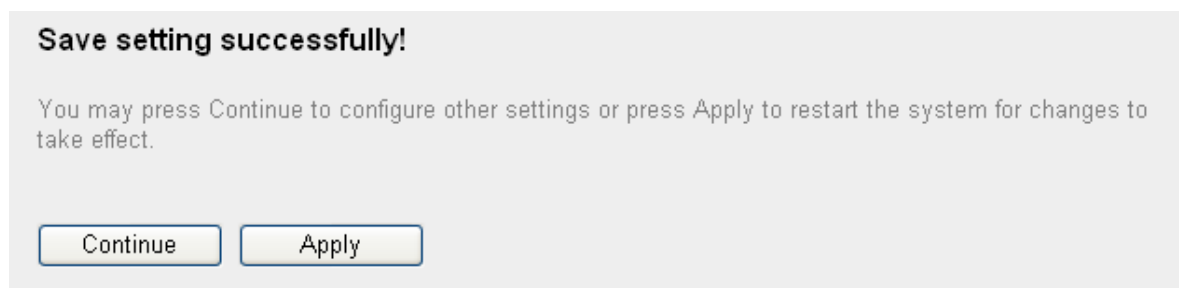 Save setting successfully!
You may press Continue to configure other settings or press Apply to restart the system for changes to
take effect.
Continue Apply